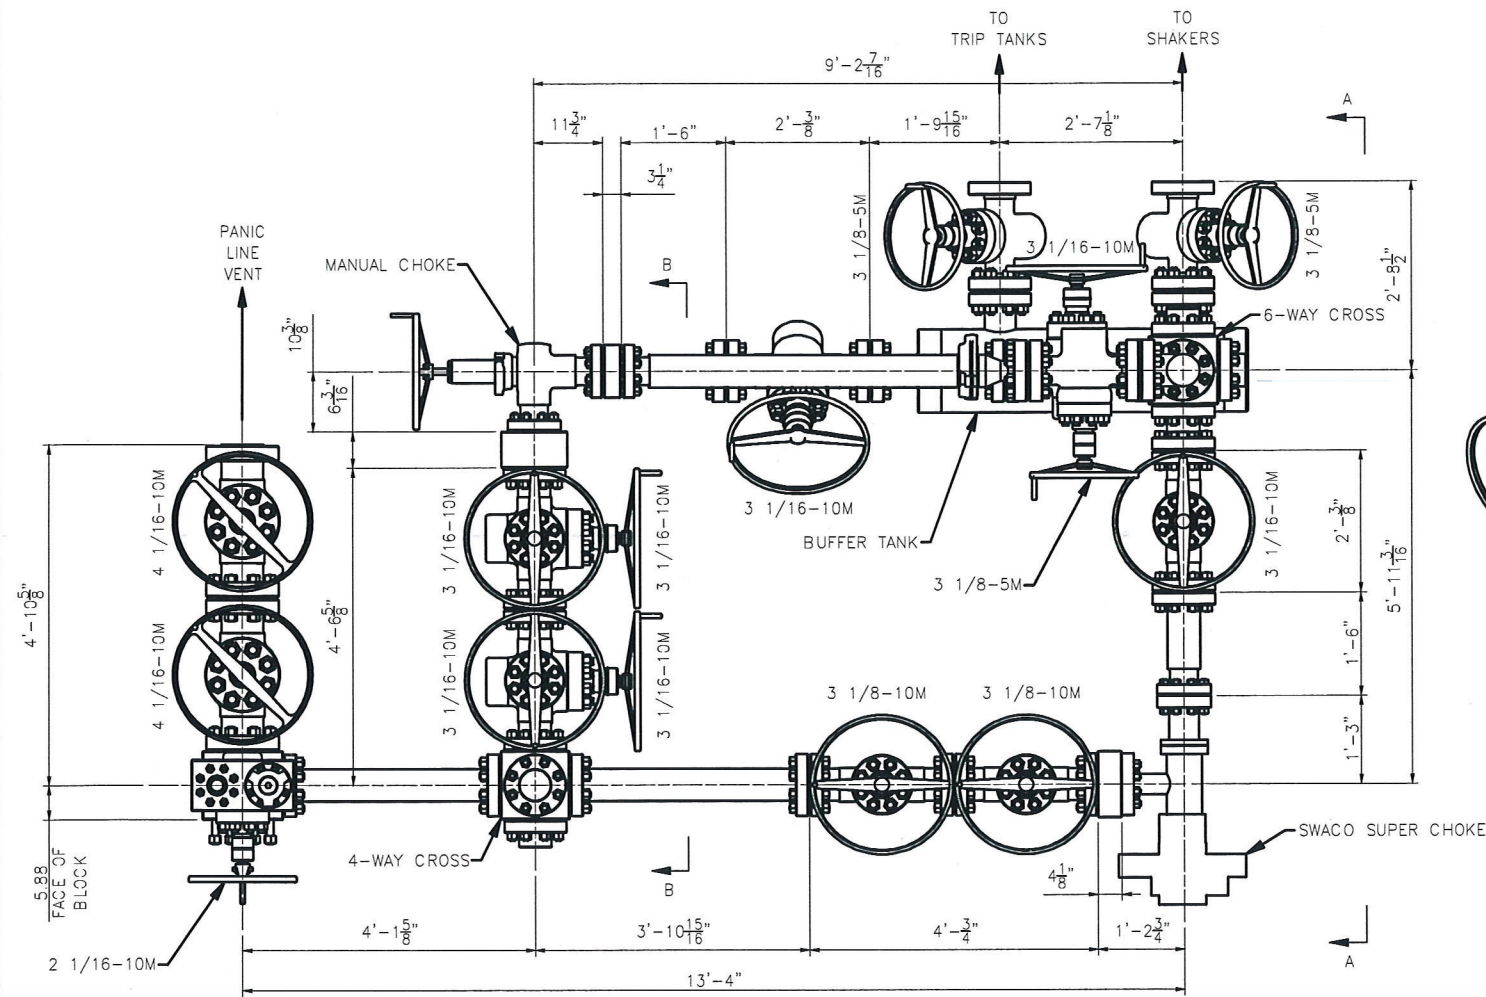 TO
TRIP TANKS
TO
SHAKERS
9'-2 7/16"
A
11 3/4"
1'-6"
2'-3/8"
1'-9 15/16"
2'-7 1/8"
3 1/4"
PANIC
LINE
VENT
MANUAL CHOKE
B
3 1/8-5M
3 1/16-10M
3 1/8-5M
2'-8 1/2"
6-WAY CROSS
10 3/8"
6 3/16"
4 1/16-10M
3 1/16-10M
3 1/16-10M
3 1/16-10M
BUFFER TANK
3 1/8-5M
3 1/16-10M
2'-3/8"
5'-11 3/16"
4'-10 5/8"
4'-6 5/8"
4 1/16-10M
3 1/16-10M
3 1/16-10M
3 1/8-10M
3 1/8-10M
1'-6"
1'-3"
5.88
FACE OF
BLOCK
4-WAY CROSS
B
4 1/8"
SWACO SUPER CHOKE
4'-1 5/8"
3'-10 15/16"
4'-3/4"
1'-2 3/4"
A
2 1/16-10M
13'-4"